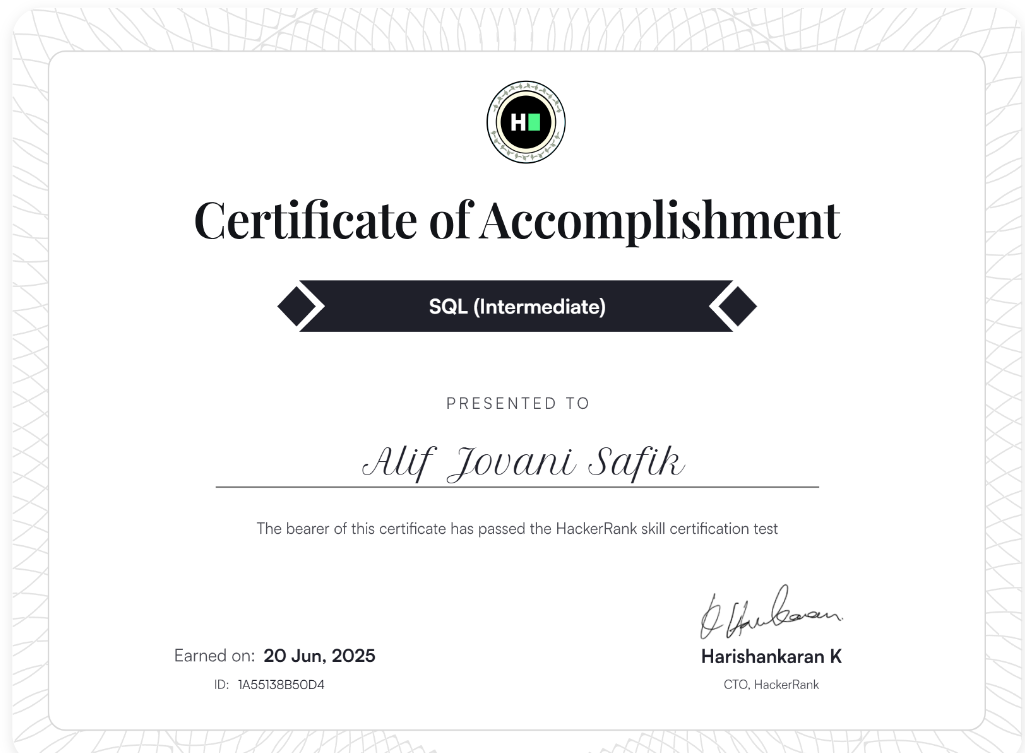 H
Certificate of Accomplishment
SQL (Intermediate)
PRESENTED TO
Alif Jovani Safik
The bearer of this certificate has passed the HackerRank skill certification test
Earned on: 20 Jun, 2025
ID: 1A55138B50D4
Harishankaran K
CTO, HackerRank